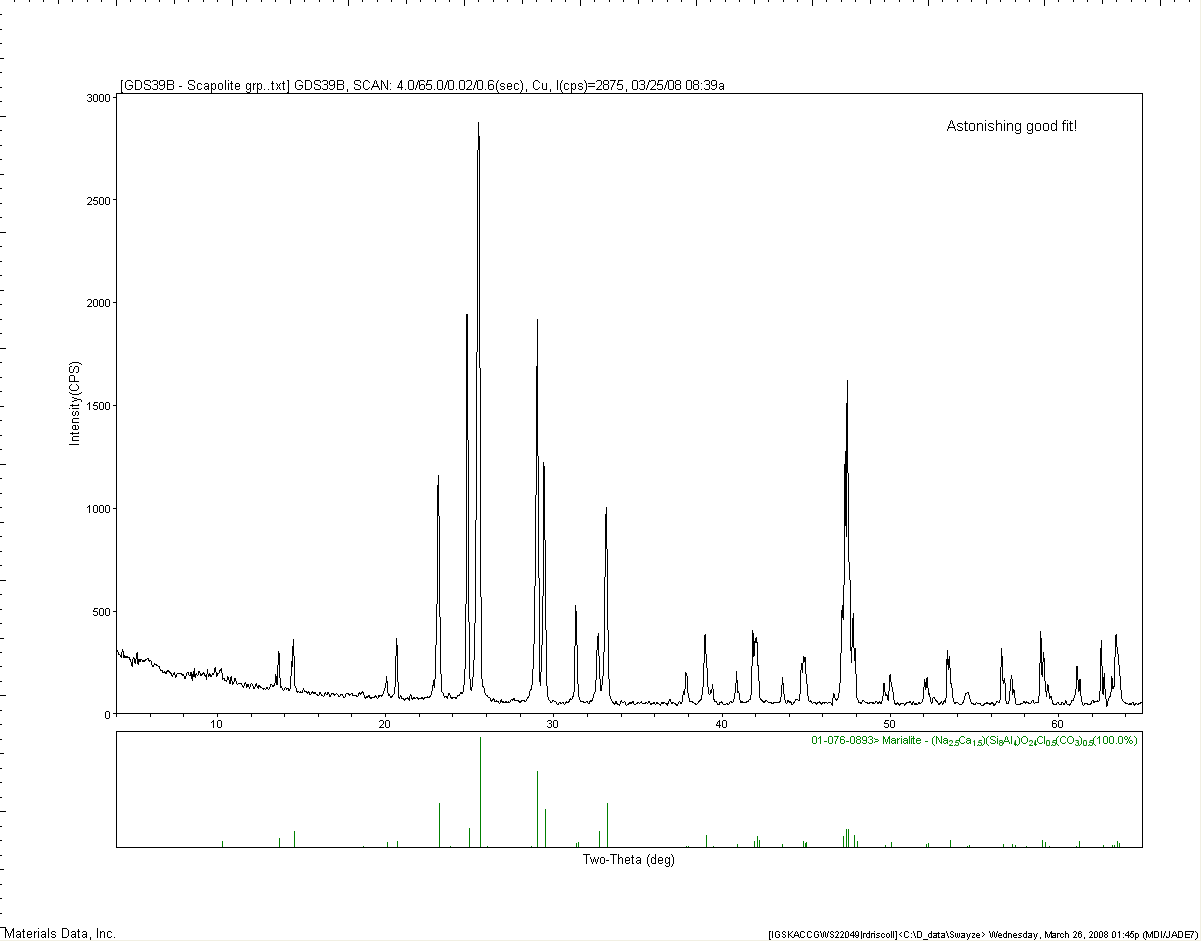 [GDS39B - Scapolite grp..txt] GDS39B, SCAN: 4.0/65.0/0.02/0.6(sec), Cu, I(cps)=2875, 03/25/08 08:39a
Astonishing good fit!
3000
2500
2000
1500
1000
500
0
Intensity(CPS)
10 20 30 40 50 60
01-076-0893> Marialite - (Na2.5Ca1.5)(Si8Al4)O24Cl0.5(CO3)0.5(100.0%)
Two-Theta (deg)
Materials Data, Inc.
[IGSKACCGWS22049|rdriscoll]<C:\D_data\Swayze> Wednesday, March 26, 2008 01:45p (MDI/JADE7)